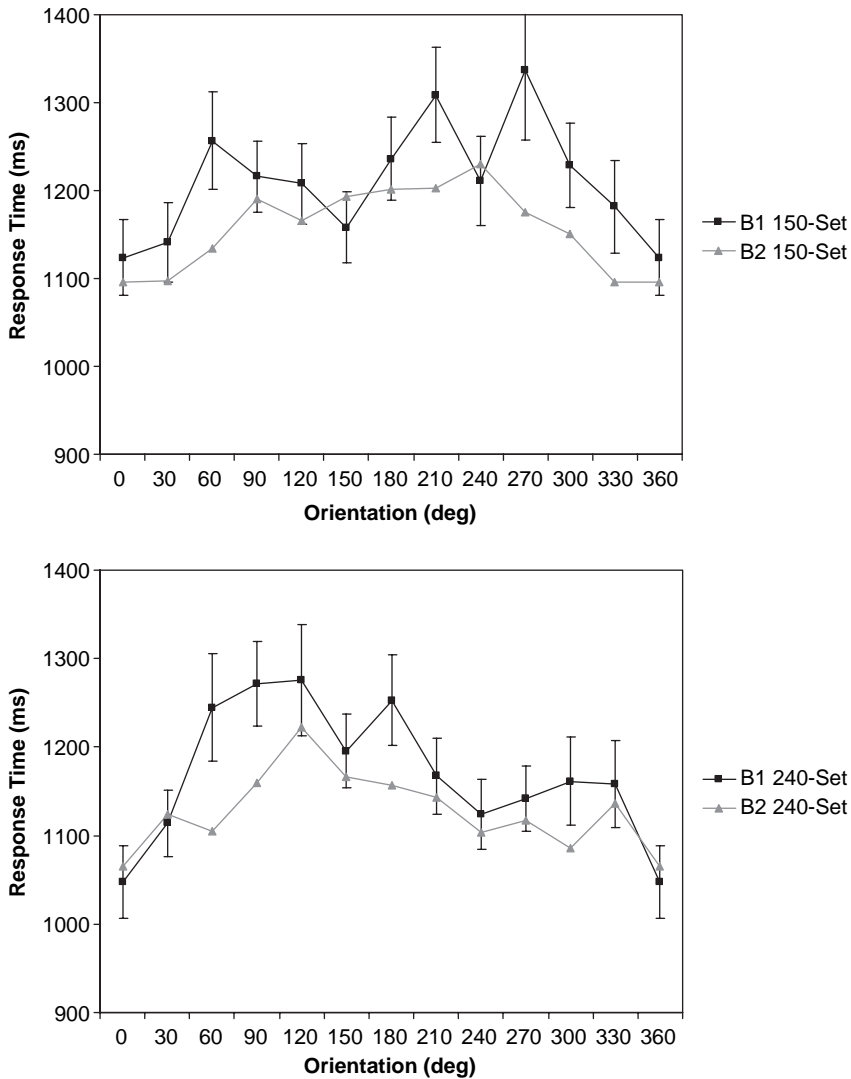 1400
1300
1200
1100
1000
900
Response Time (ms)
0 30 60 90 120 150 180 210 240 270 300 330 360
Orientation (deg)
B1 150-Set
B2 150-Set
1400
1300
1200
1100
1000
900
Response Time (ms)
0 30 60 90 120 150 180 210 240 270 300 330 360
Orientation (deg)
B1 240-Set
B2 240-Set